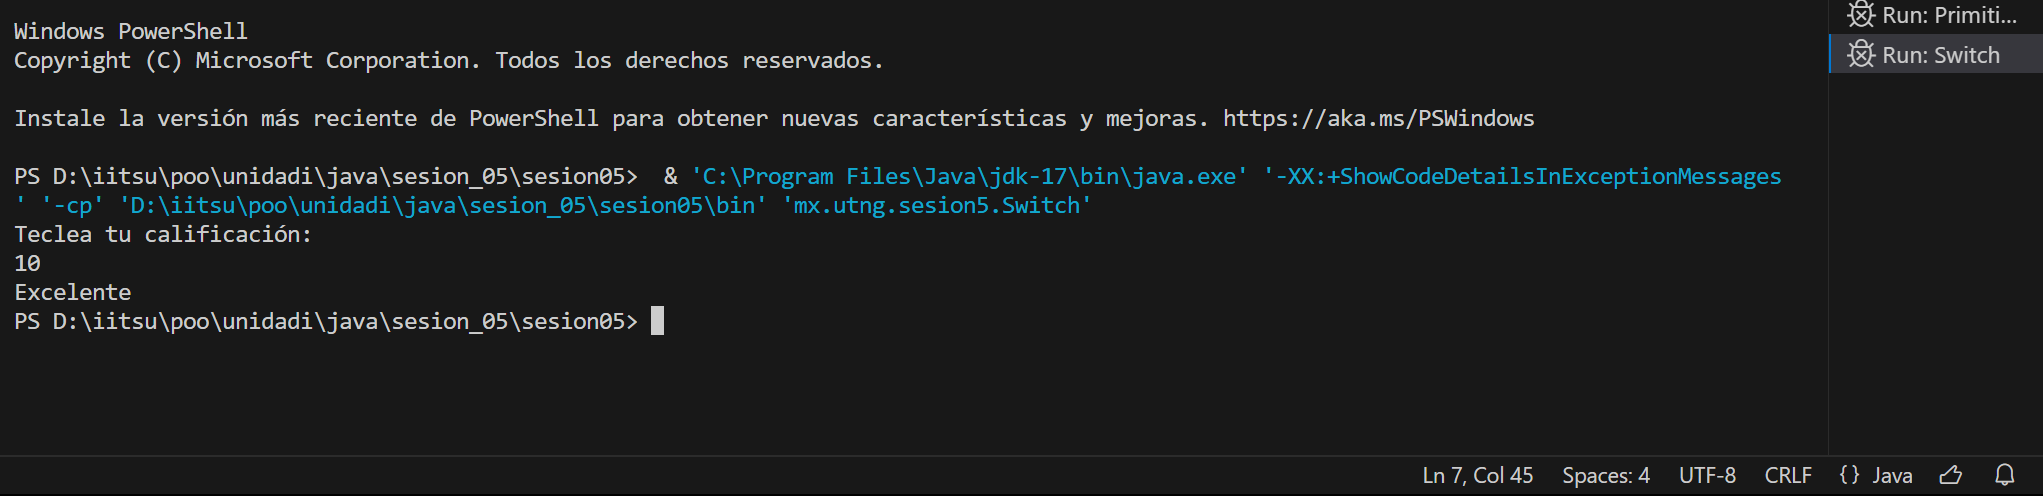 Windows PowerShell
Copyright (C) Microsoft Corporation. Todos los derechos reservados.
Instale la versión más reciente de PowerShell para obtener nuevas características y mejoras. https://aka.ms/PSWindows
PS D:\iitsu\poo\unidadi\java\sesion_05\sesion05>  & 'C:\Program Files\Java\jdk-17\bin\java.exe' '-XX:+ShowCodeDetailsInExceptionMessages
' '-cp' 'D:\iitsu\poo\unidadi\java\sesion_05\sesion05\bin' 'mx.utng.sesion5.Switch'
Teclea tu calificación:
10
Excelente
PS D:\iitsu\poo\unidadi\java\sesion_05\sesion05>
Run: Primiti...
Run: Switch
Ln 7, Col 45 Spaces: 4 UTF-8 CRLF {} Java